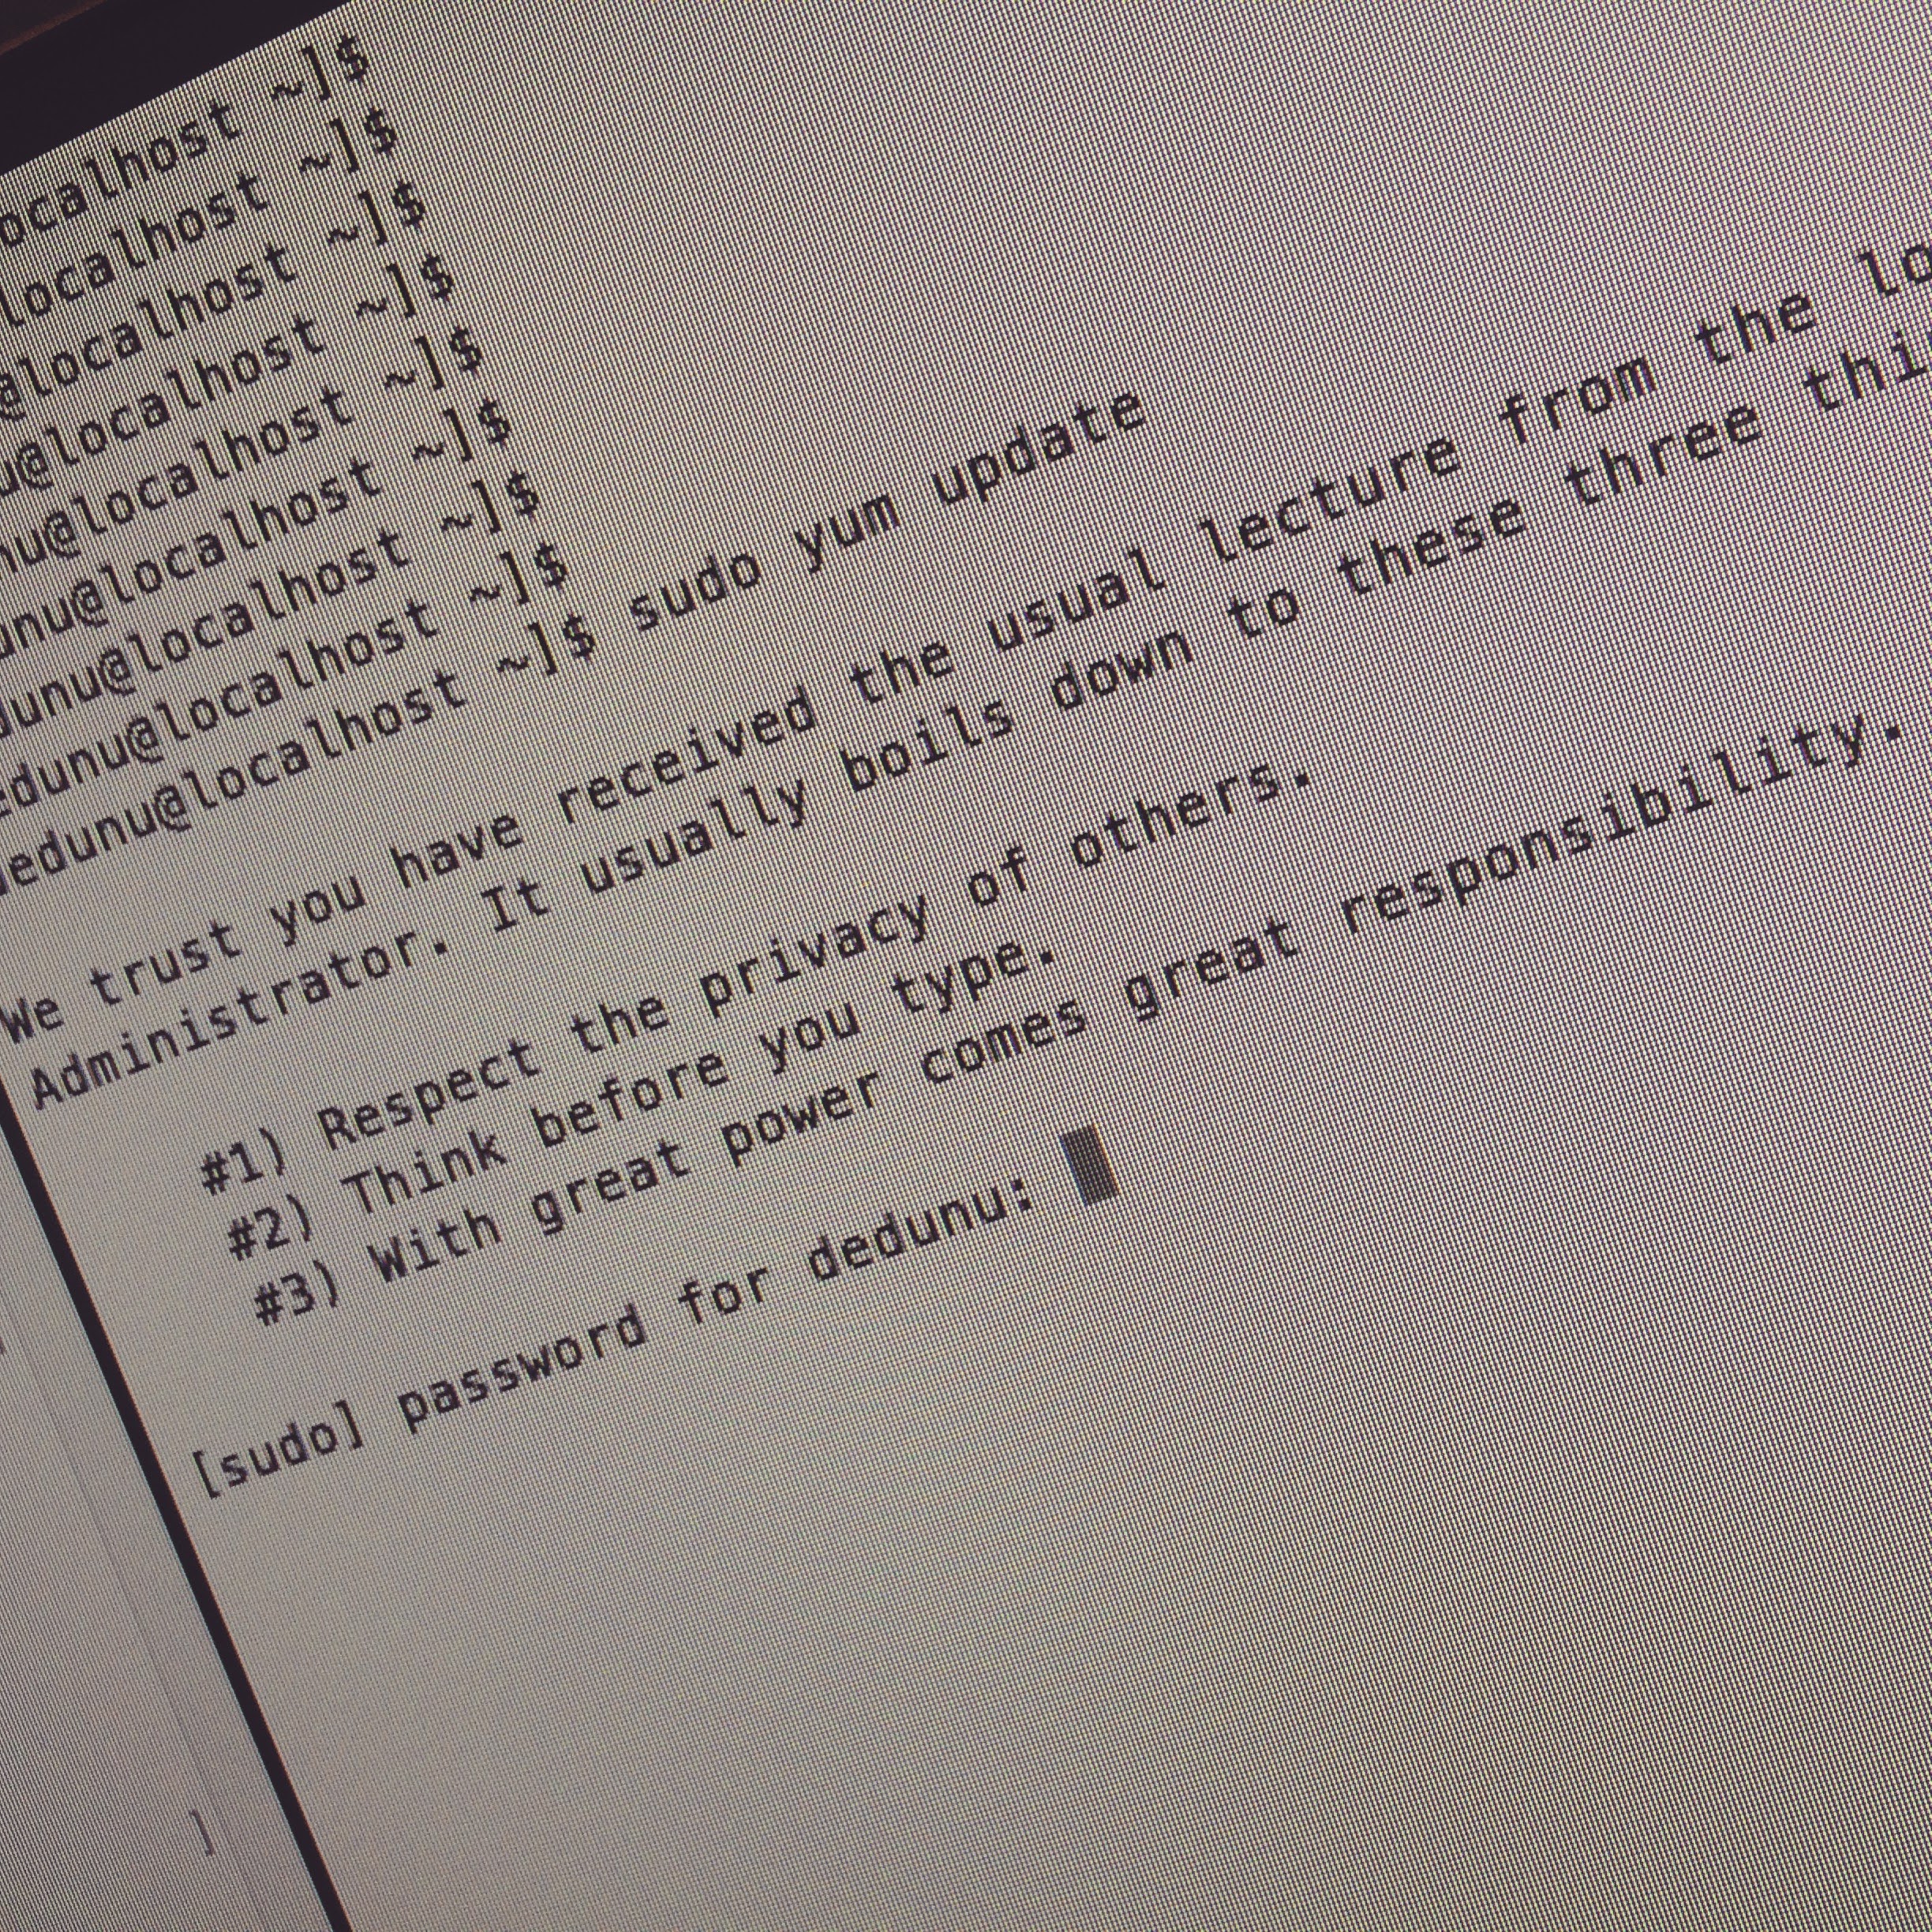 ocalhost ~]$
localhost ~]$
@localhost ~]$
u@localhost ~]$
nu@localhost ~]$
unu@localhost ~]$
dunu@localhost ~]$
edunu@localhost ~]$
dedunu@localhost ~]$ sudo yum update
We trust you have received the usual lecture from the lo
Administrator. It usually boils down to these three thi
#1) Respect the privacy of others.
#2) Think before you type.
#3) With great power comes great responsibility.
[sudo] password for dedunu:
]